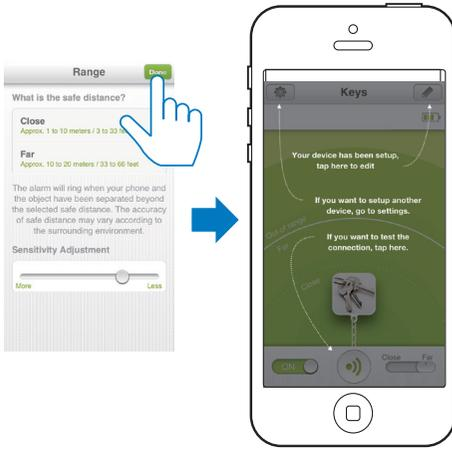 Range
Done
What is the safe distance?
Close
Approx. 1 to 10 meters / 3 to 33 fe
Far
Approx. 10 to 20 meters / 33 to 66 feet
The alarm will ring when your phone and
the object have been separated beyond
the selected safe distance. The accuracy
of safe distance may vary according to
the surrounding environment.
Sensitivity Adjustment
More
Less
Keys
Your device has been setup,
tap here to edit
If you want to setup another
device, go to settings.
Out of range
If you want to test the
connection, tap here.
Far
Close
ON
Close
Far